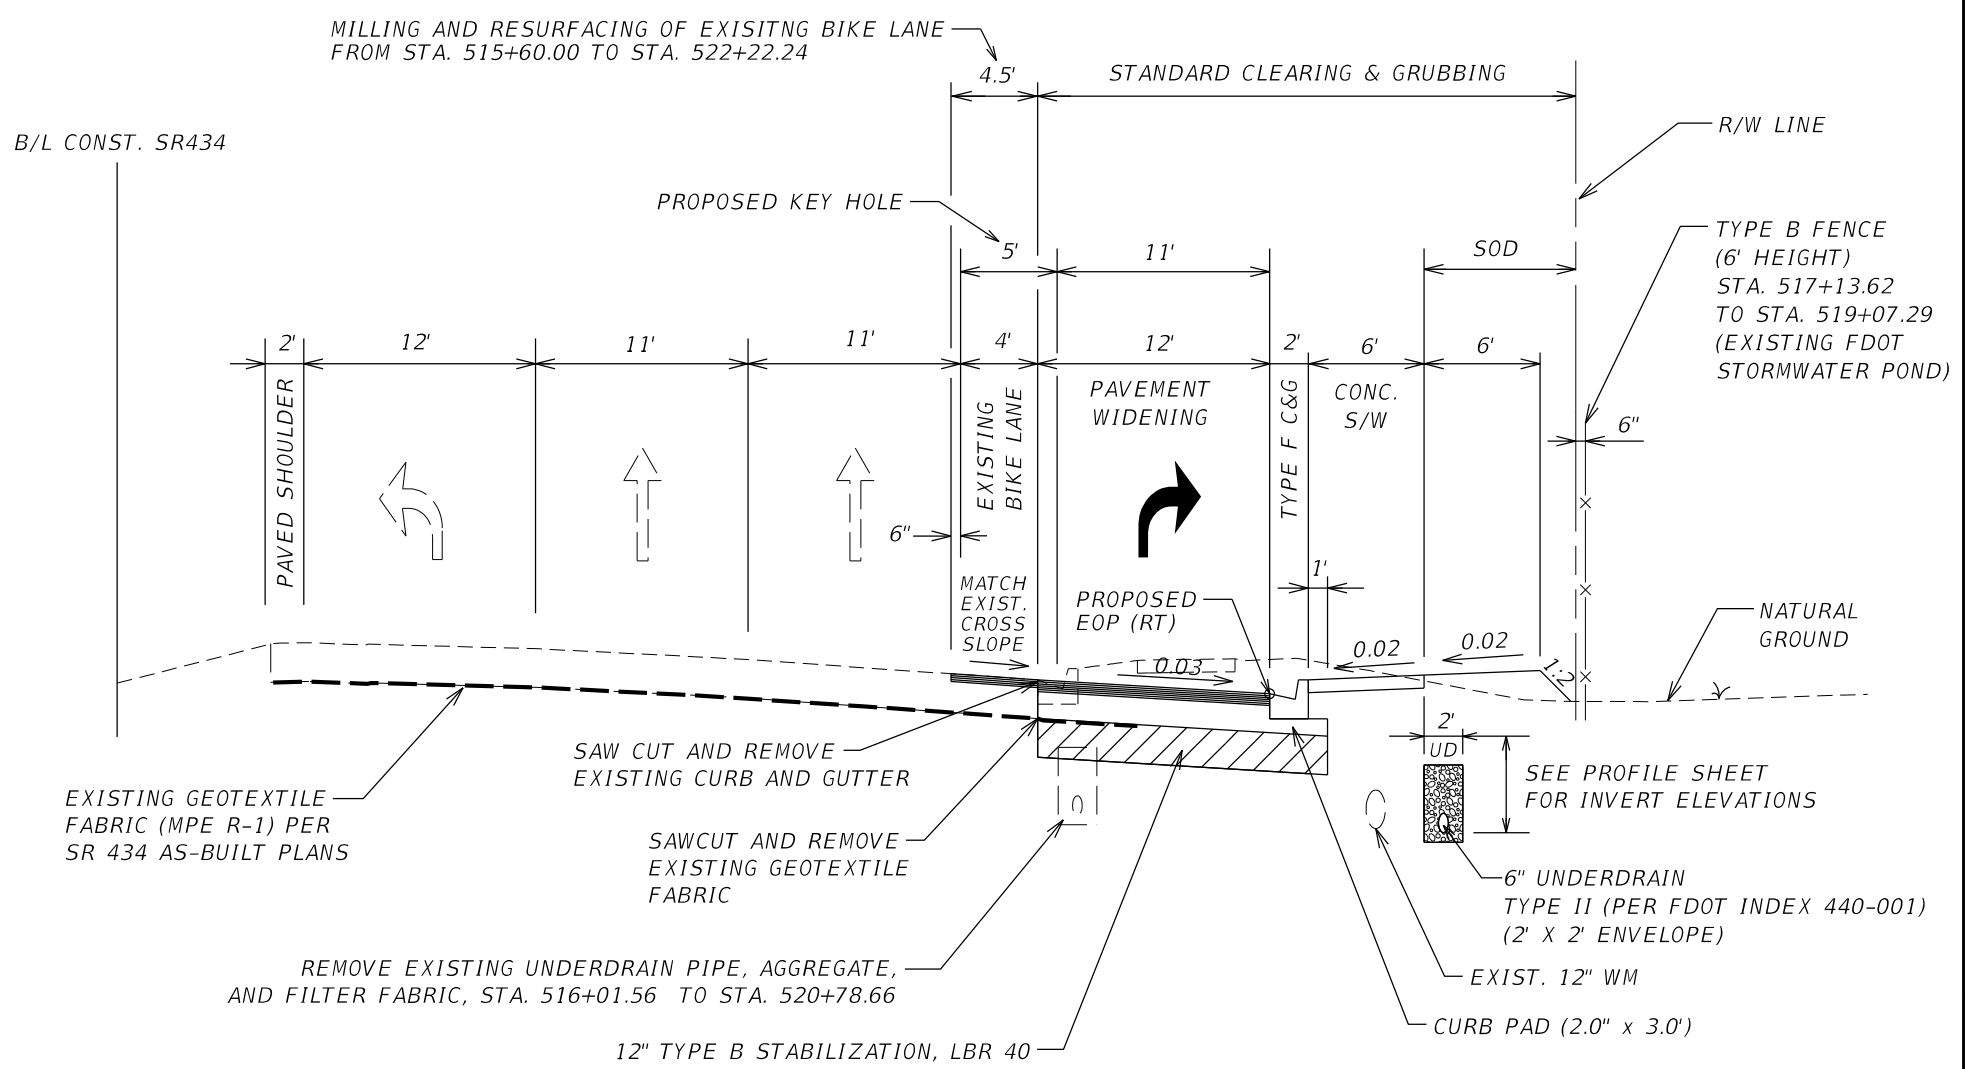 MILLING AND RESURFACING OF EXISITNG BIKE LANE
FROM STA. 515+60.00 TO STA. 522+22.24
4.5'
STANDARD CLEARING & GRUBBING
R/W LINE
B/L CONST. SR434
PROPOSED KEY HOLE
5'
11'
SOD
TYPE B FENCE
(6' HEIGHT)
STA. 517+13.62
TO STA. 519+07.29
(EXISTING FDOT
STORMWATER POND)
2'
12'
11'
11'
4'
12'
2'
6'
6'
PAVED SHOULDER
EXISTING
BIKE LANE
PAVEMENT
WIDENING
TYPE F C&G
CONC.
S/W
6"
6"
1'
MATCH
EXIST.
CROSS
SLOPE
PROPOSED
EOP (RT)
0.03
0.02
0.02
1:2
NATURAL
GROUND
SAW CUT AND REMOVE
EXISTING CURB AND GUTTER
2'
UD
SEE PROFILE SHEET
FOR INVERT ELEVATIONS
EXISTING GEOTEXTILE
FABRIC (MPE R-1) PER
SR 434 AS-BUILT PLANS
SAWCUT AND REMOVE
EXISTING GEOTEXTILE
FABRIC
6" UNDERDRAIN
TYPE II (PER FDOT INDEX 440-001)
(2' X 2' ENVELOPE)
REMOVE EXISTING UNDERDRAIN PIPE, AGGREGATE,
AND FILTER FABRIC, STA. 516+01.56 TO STA. 520+78.66
EXIST. 12" WM
CURB PAD (2.0" x 3.0')
12" TYPE B STABILIZATION, LBR 40